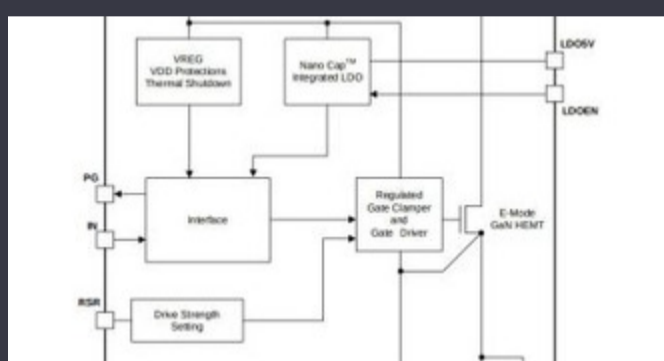 VREG
VDD Protections
Thermal Shutdown
Nano Cap™
Integrated LDO
LDO5V
LDOEN
PG
IN
Interface
Regulated
Gate Clamper
and
Gate Driver
E-Mode
GaN HEMT
RSR
Drive Strength
Setting